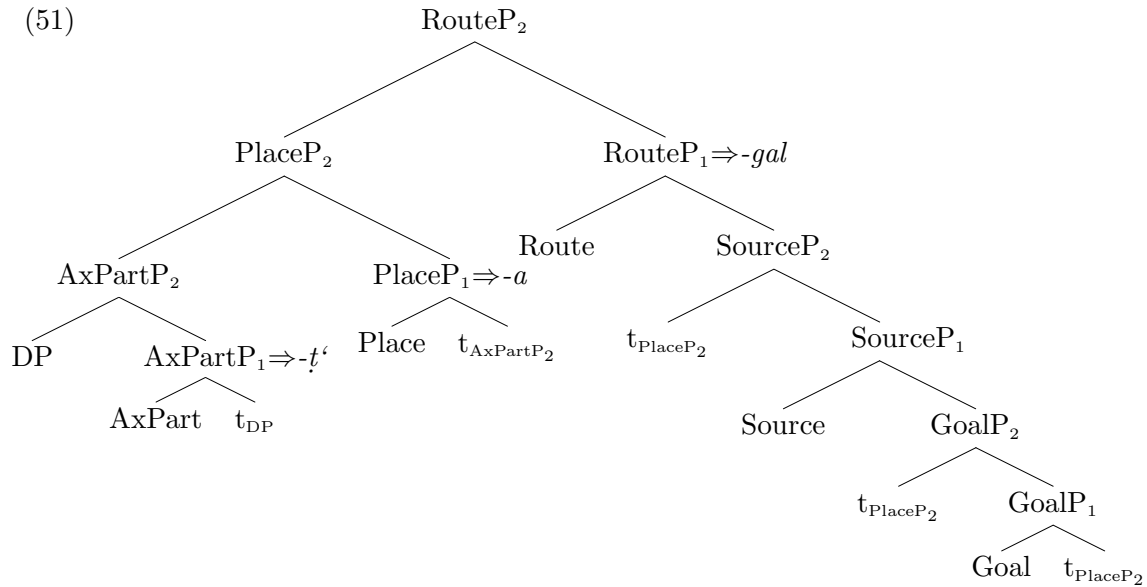 (51)
RouteP₂
PlaceP₂ RouteP₁⇒-gal
AxPartP₂ PlaceP₁⇒-a Route SourceP₂
DP AxPartP₁⇒-ṭ‘ Place t_AxPartP₂ t_PlaceP₂ SourceP₁
AxPart t_DP Source GoalP₂
t_PlaceP₂ GoalP₁
Goal t_PlaceP₂